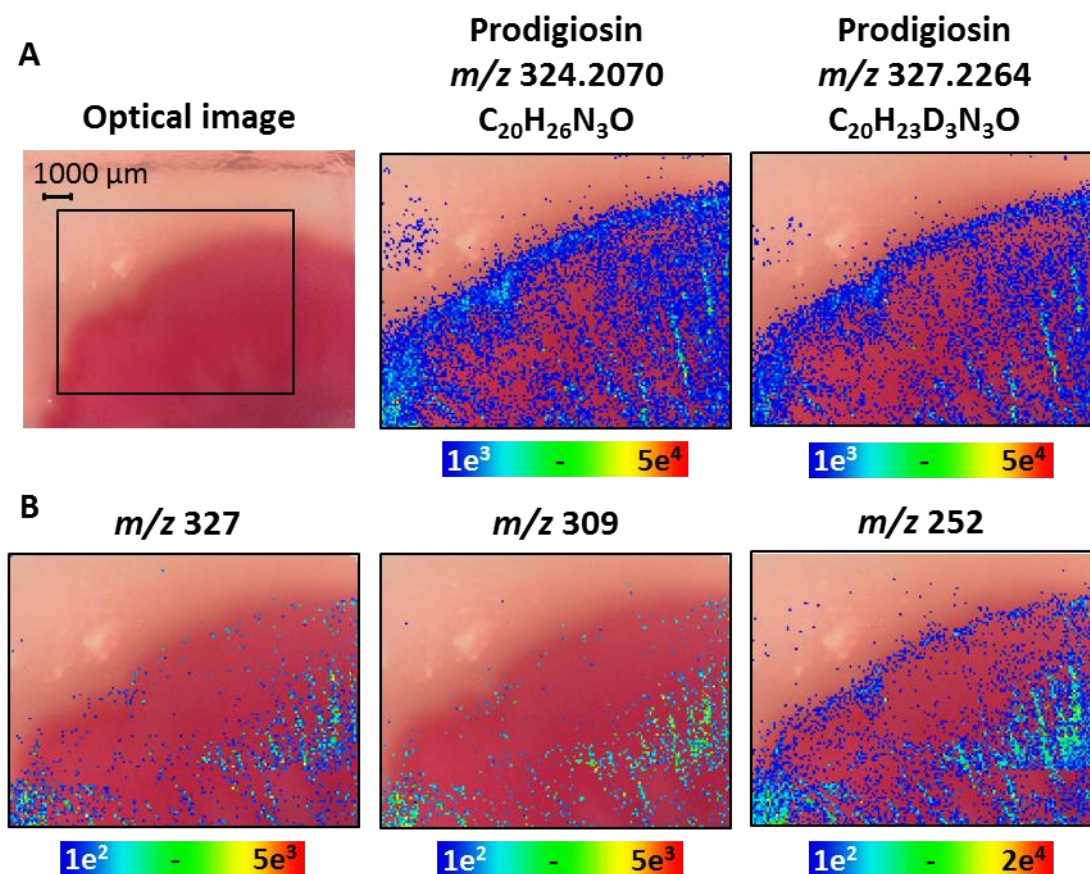 A
Optical image
1000 µm
Prodigiosin
m/z 324.2070
C₂₀H₂₆N₃O
1e³ - 5e⁴
Prodigiosin
m/z 327.2264
C₂₀H₂₃D₃N₃O
1e³ - 5e⁴
B
m/z 327
1e² - 5e³
m/z 309
1e² - 5e³
m/z 252
1e² - 2e⁴